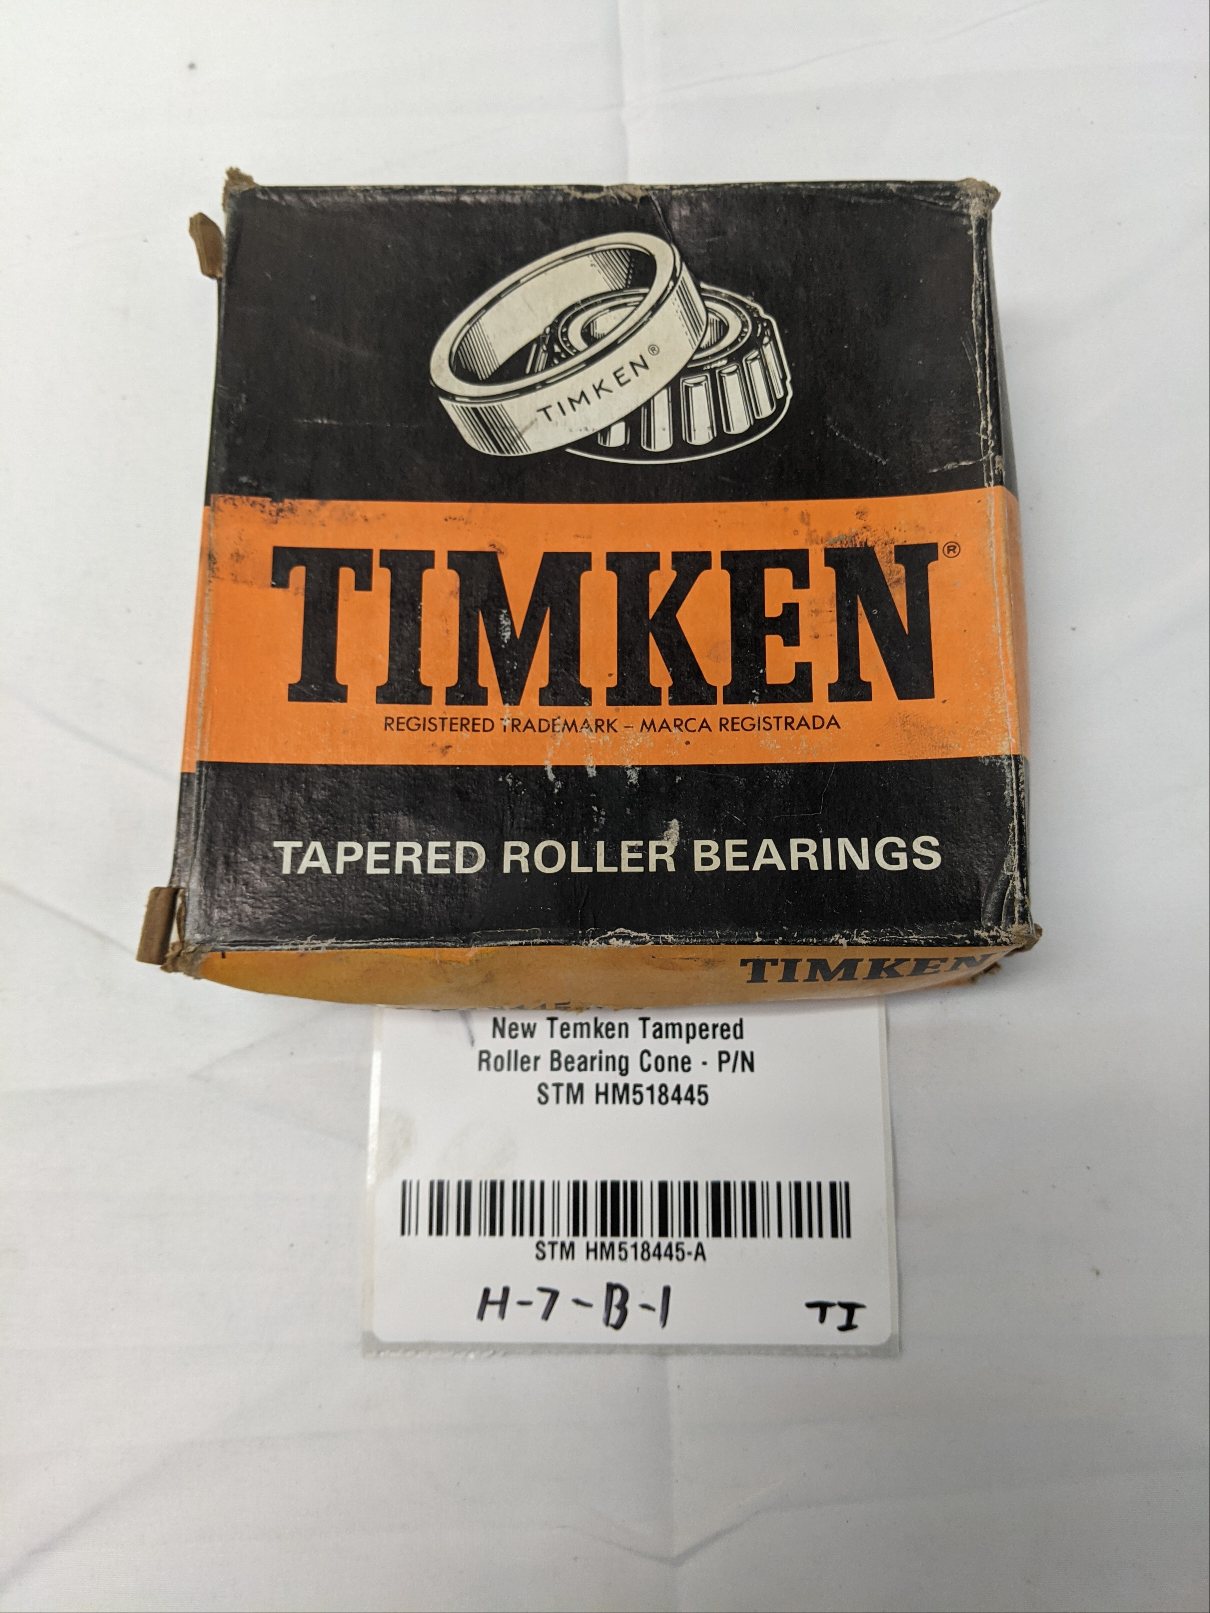 TIMKEN®
TIMKEN®
REGISTERED TRADEMARK – MARCA REGISTRADA
TAPERED ROLLER BEARINGS
TIMKEN
New Temken Tampered
Roller Bearing Cone - P/N
STM HM518445
STM HM518445-A
H-7-B-1 TI